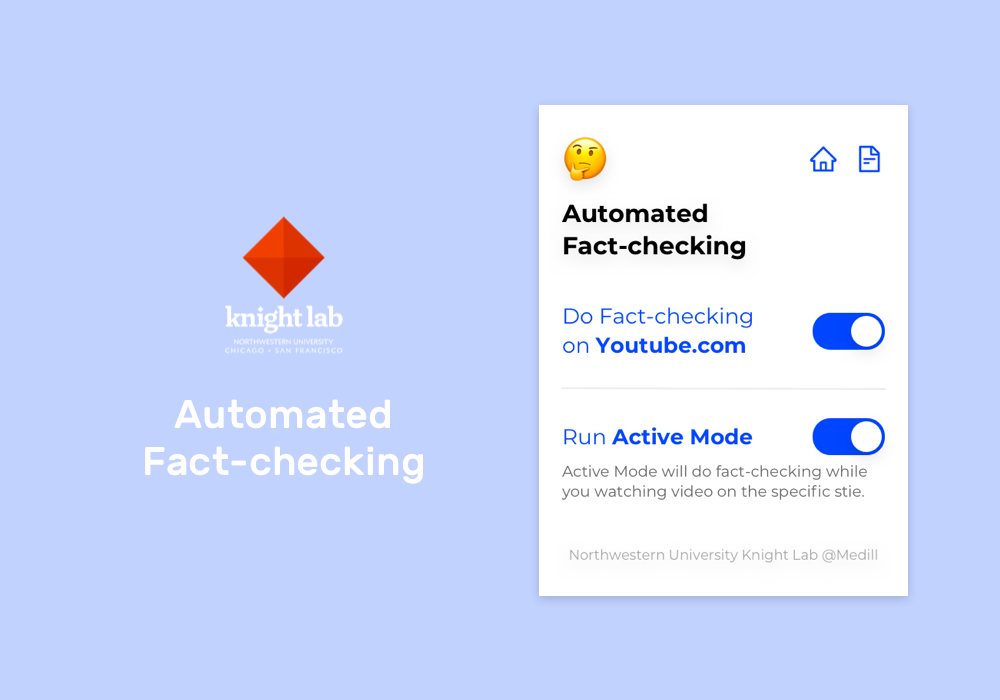 knight lab
NORTHWESTERN UNIVERSITY
CHICAGO • SAN FRANCISCO
Automated
Fact-checking
Automated
Fact-checking
Do Fact-checking
on Youtube.com
Run Active Mode
Active Mode will do fact-checking while
you watching video on the specific stie.
Northwestern University Knight Lab @Medill